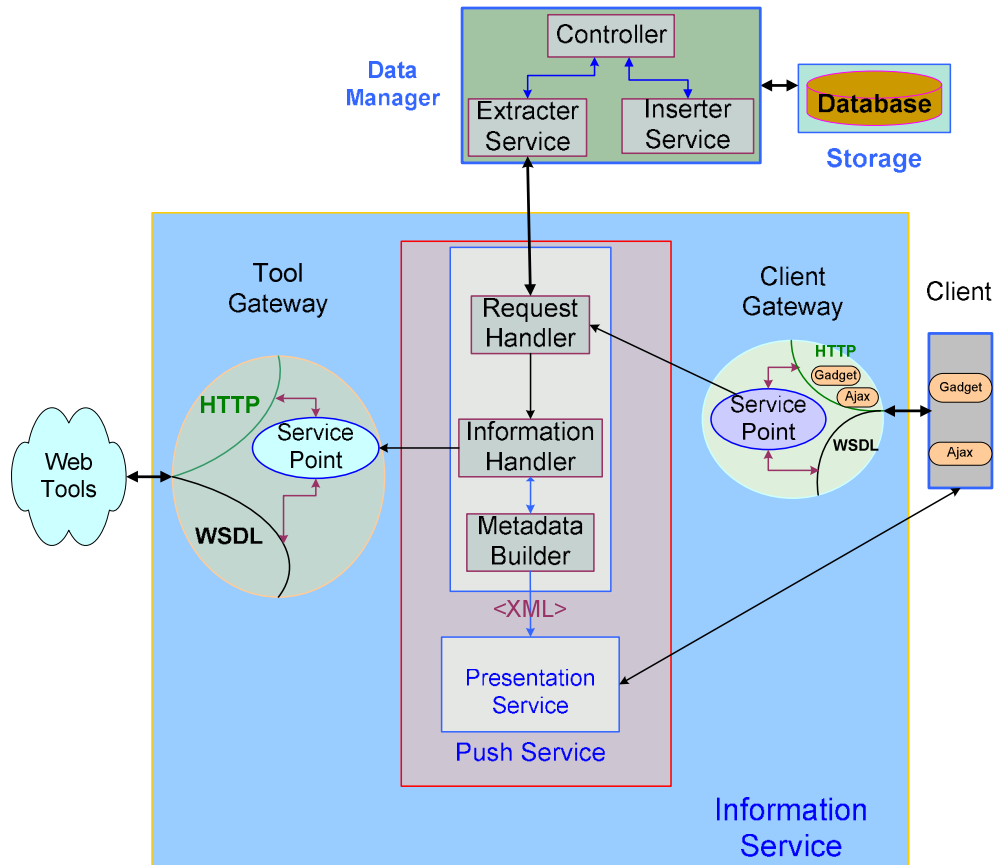 Controller
Data
Manager
Extracter
Service
Inserter
Service
Database
Storage
Tool
Gateway
Client
Gateway
Client
Request
Handler
HTTP
Gadget
Ajax
Service
Point
WSDL
Gadget
Ajax
HTTP
Service
Point
WSDL
Web
Tools
Information
Handler
Metadada
Builder
<XML>
Presentation
Service
Push Service
Information
Service